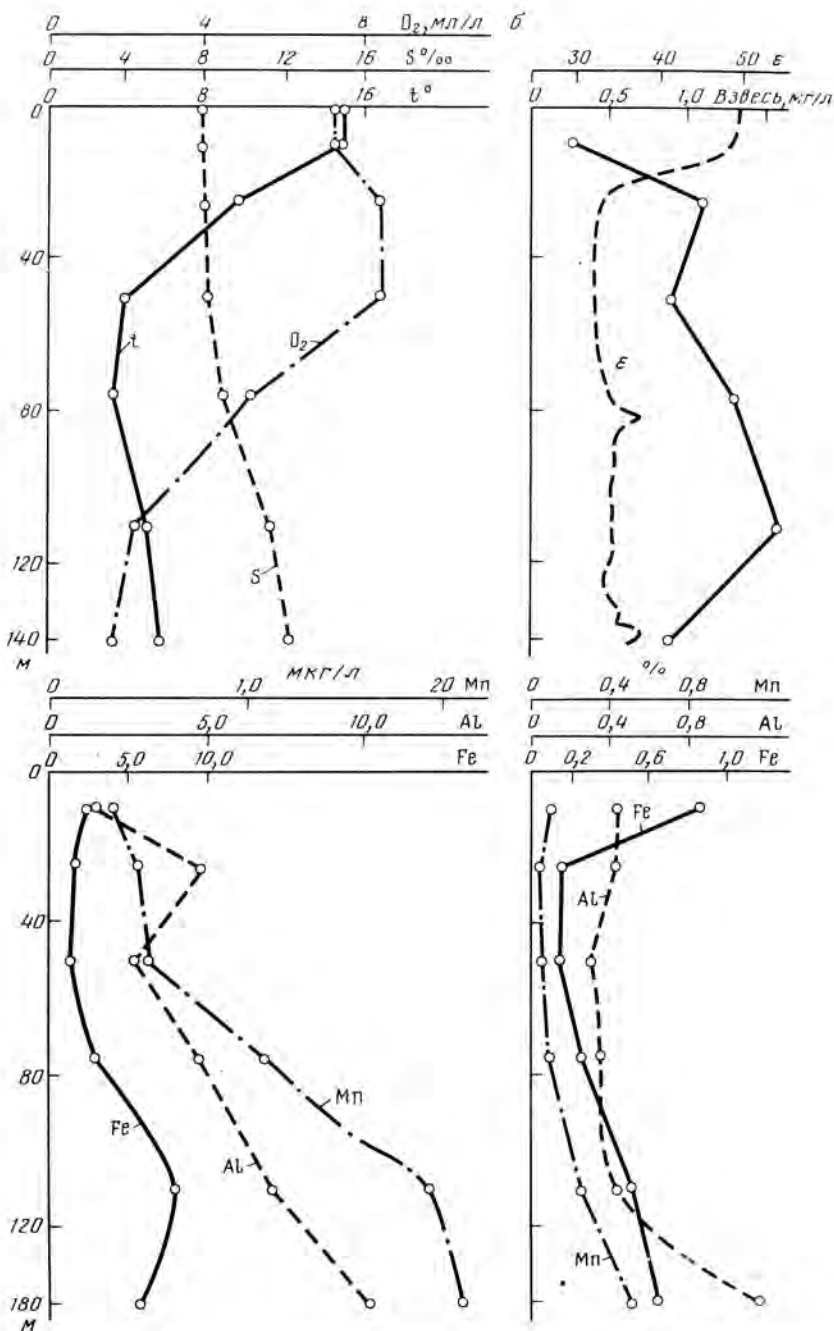 0 4 O₂, мл/л 8 б
0 4 8 12 S‰ 16
0 8 t° 16
30 40 50 ε
0 0,5 1,0 Взвесь, мг/л
0
40
80
120
140
м
t
O₂
S
ε
мкг/л
0 1,0 20 Mn
5,0 10,0 Al
0 5,0 10,0 Fe
%
0 0,4 0,8 Mn
0 0,4 0,8 Al
0 0,2 0,6 1,0 Fe
0
40
80
120
180
м
Fe
Al
Mn
Fe
Al
Mn